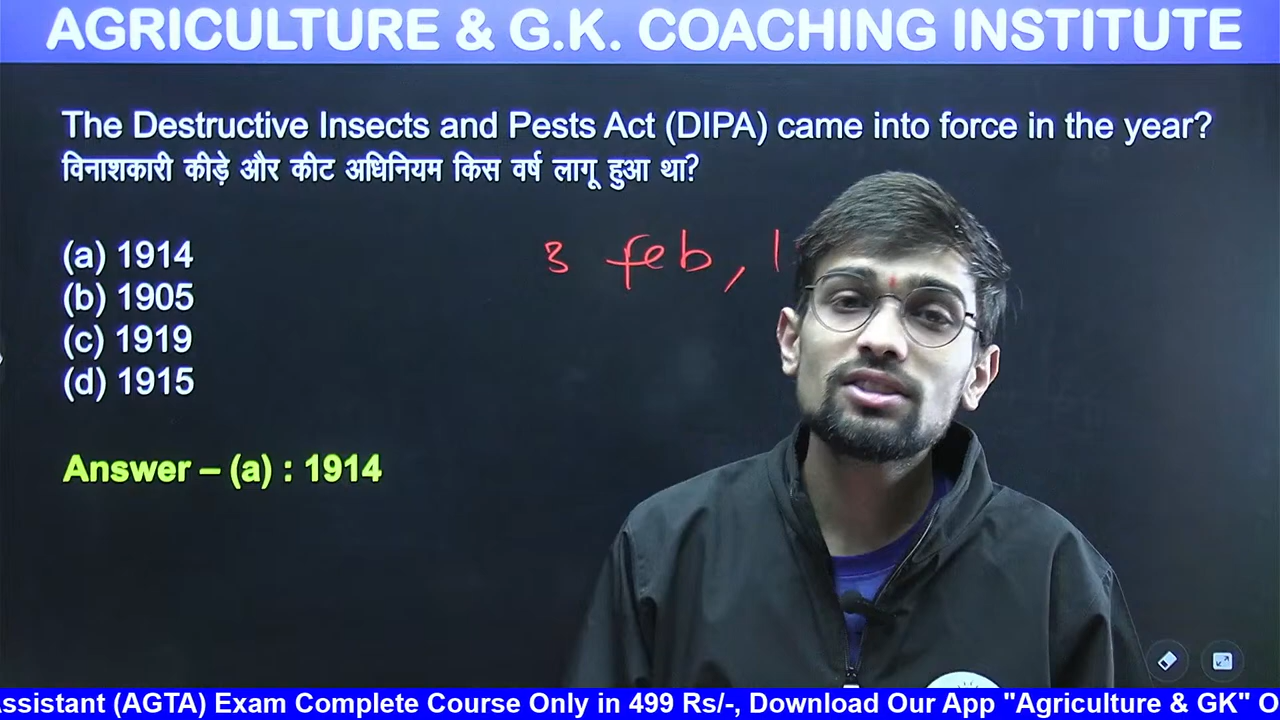 AGRICULTURE & G.K. COACHING INSTITUTE
The Destructive Insects and Pests Act (DIPA) came into force in the year?
विनाशकारी कीड़े और कीट अधिनियम किस वर्ष लागू हुआ था?
(a) 1914
3 feb, 1
(b) 1905
(c) 1919
(d) 1915
Answer – (a) : 1914
Assistant (AGTA) Exam Complete Course Only in 499 Rs/-, Download Our App "Agriculture & GK" O